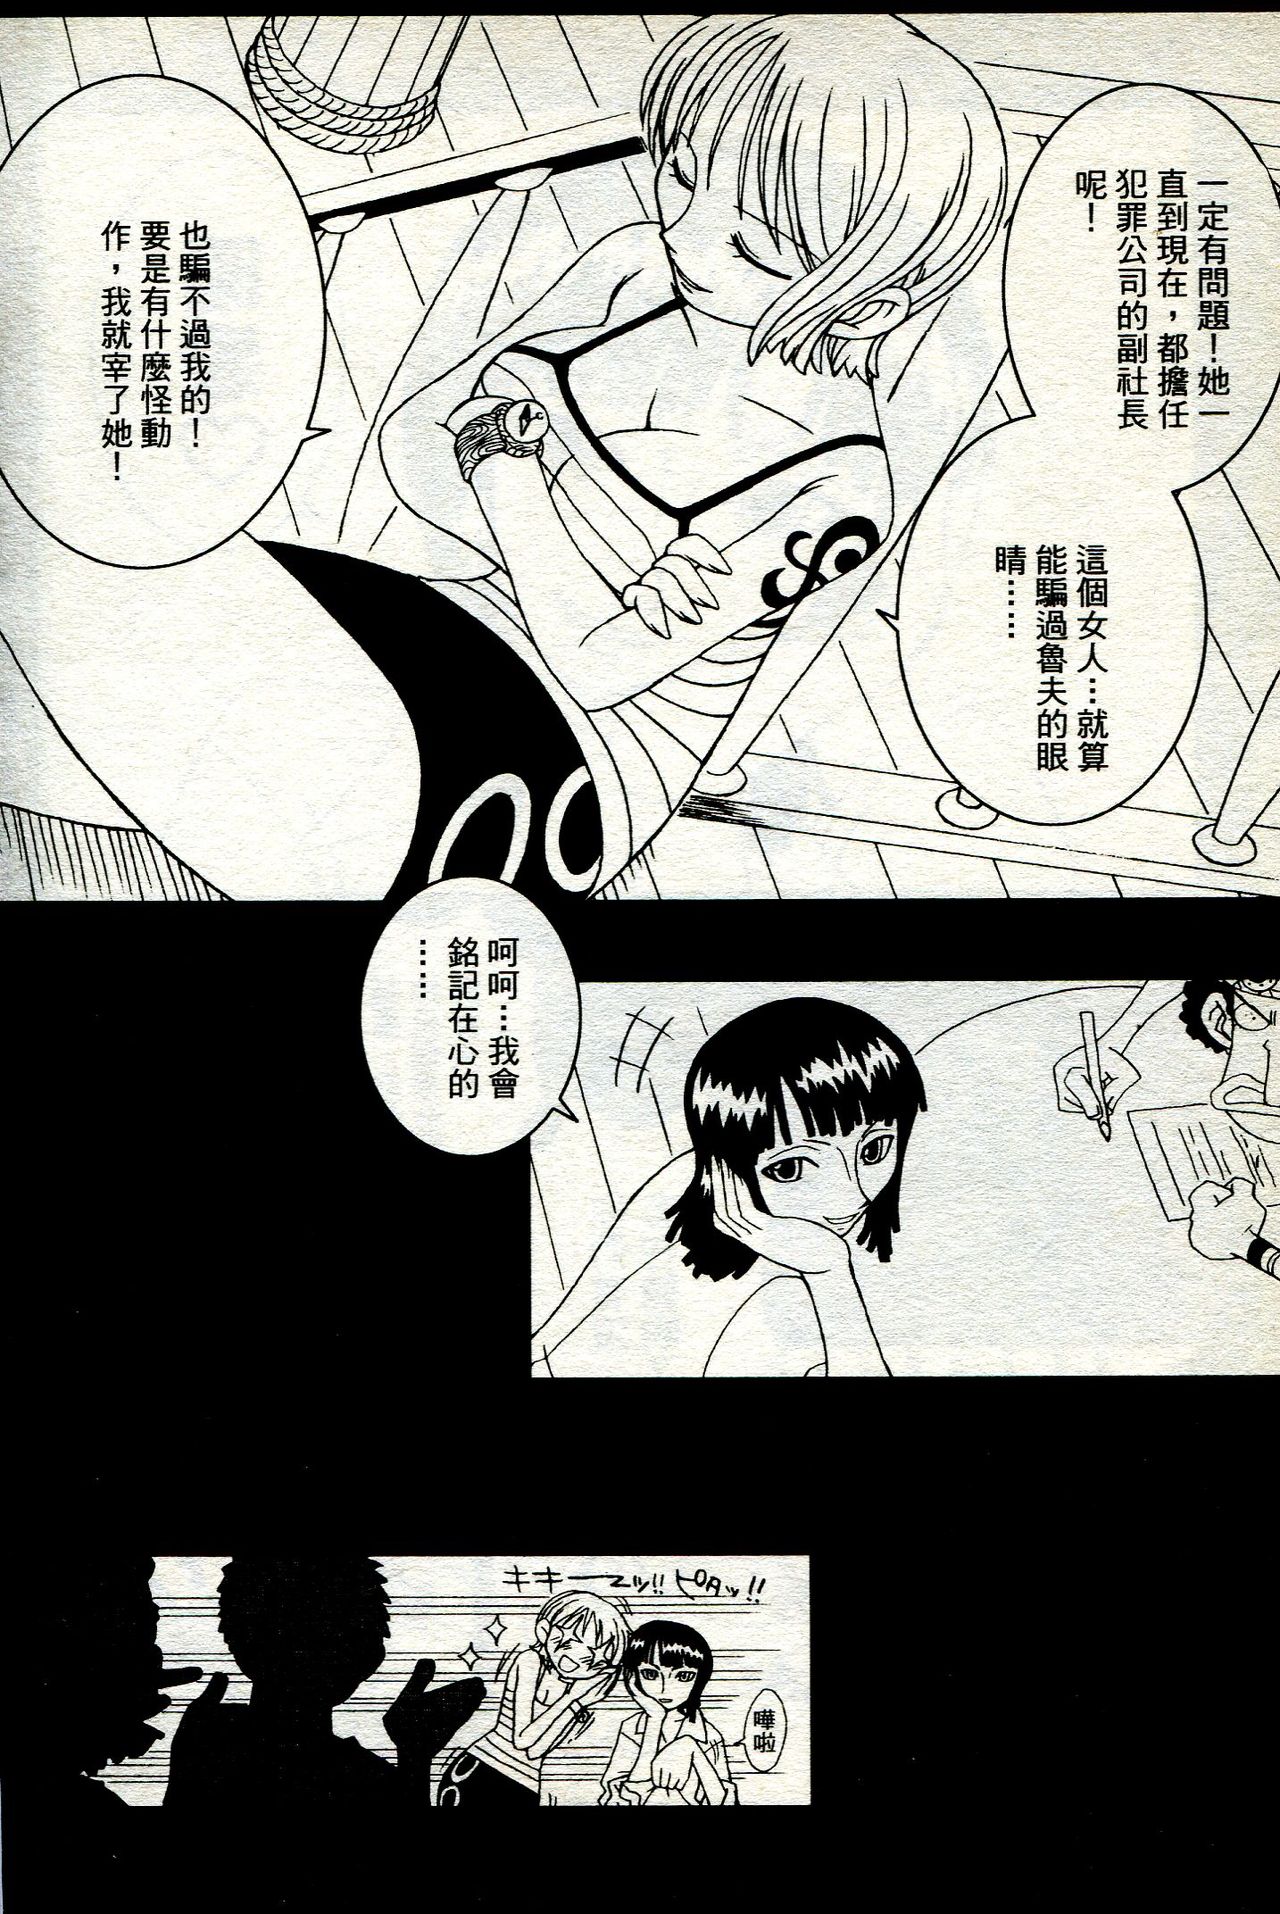 一定有問題！她一
直到現在，都擔任
犯罪公司的副社長
呢！
這個女人…就算
能騙過魯夫的眼
睛……
也騙不過我的！
要是有什麼怪動
作，我就宰了她！
呵呵…我會
銘記在心的
……
キキーーッ!!
ピタッ!!
嘩啦